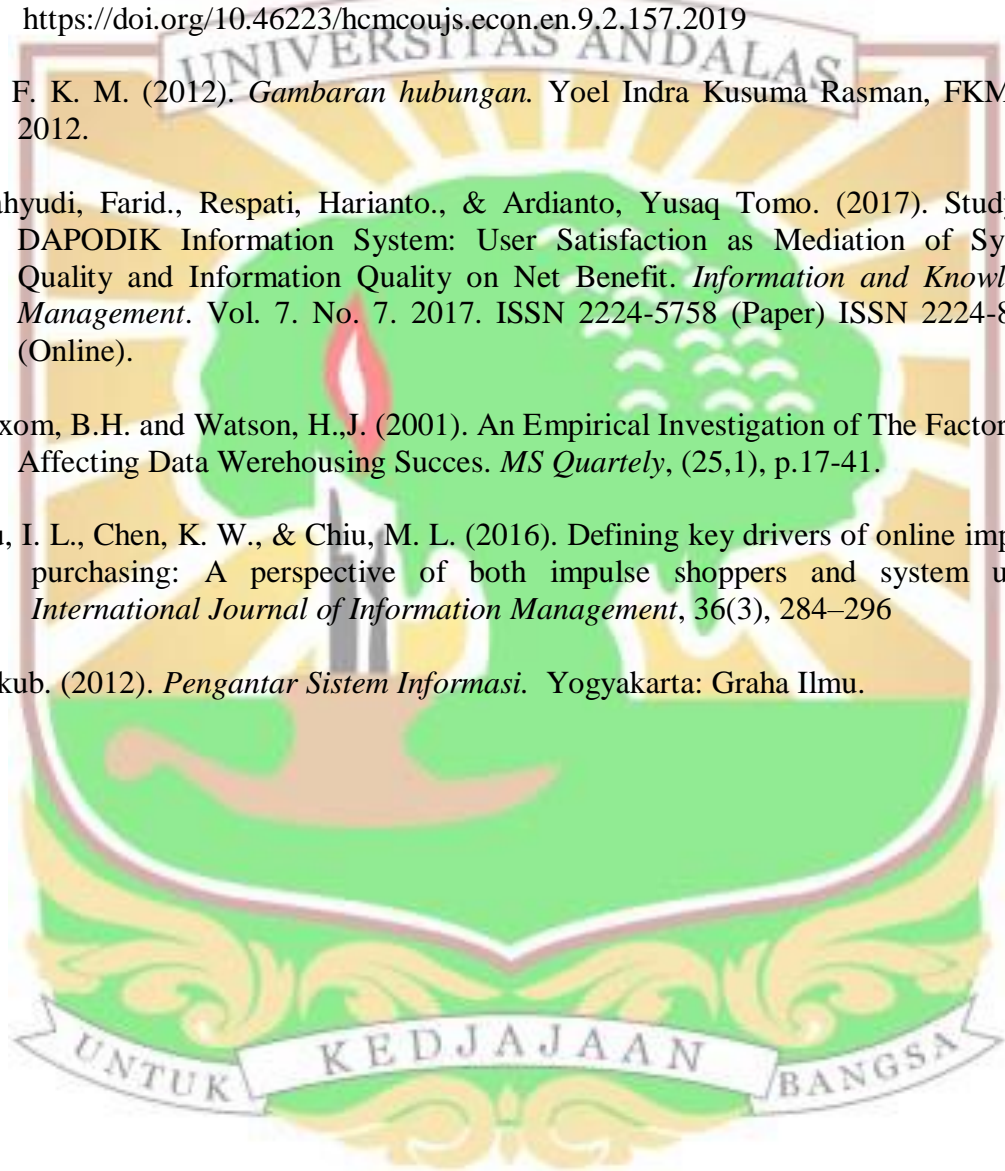 https://doi.org/10.46223/hcmcoujs.econ.en.9.2.157.2019
UNIVERSITAS ANDALAS
F. K. M. (2012). Gambaran hubungan. Yoel Indra Kusuma Rasman, FKM
2012.
hyudi, Farid., Respati, Harianto., & Ardianto, Yusaq Tomo. (2017). Stud
DAPODIK Information System: User Satisfaction as Mediation of Sy
Quality and Information Quality on Net Benefit. Information and Knowl
Management. Vol. 7. No. 7. 2017. ISSN 2224-5758 (Paper) ISSN 2224-8
(Online).
xom, B.H. and Watson, H.,J. (2001). An Empirical Investigation of The Factor
Affecting Data Werehousing Succes. MS Quartely, (25,1), p.17-41.
, I. L., Chen, K. W., & Chiu, M. L. (2016). Defining key drivers of online imp
purchasing: A perspective of both impulse shoppers and system u
International Journal of Information Management, 36(3), 284–296
kub. (2012). Pengantar Sistem Informasi. Yogyakarta: Graha Ilmu.
UNTUK KEDJAJAAN BANGSA